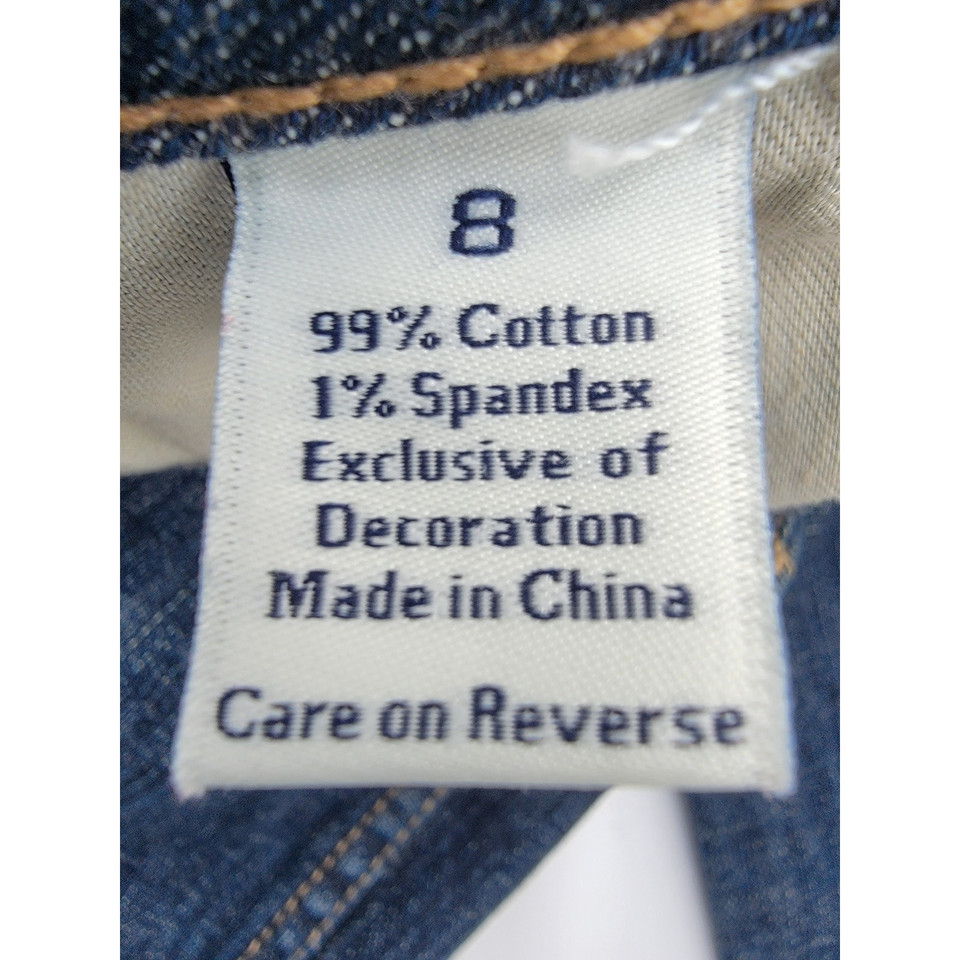 8
99% Cotton
1% Spandex
Exclusive of
Decoration
Made in China
Care on Reverse